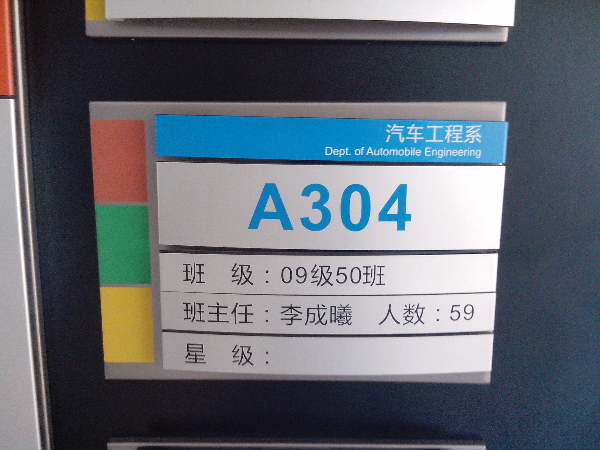 汽车工程系
Dept. of Automobile Engineering
A304
班 级：09级50班
班主任：李成曦 人数：59
星 级：